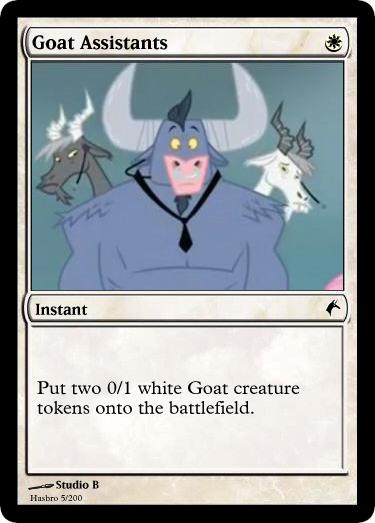 Goat Assistants
Instant
Put two 0/1 white Goat creature
tokens onto the battlefield.
Studio B
Hasbro 5/200